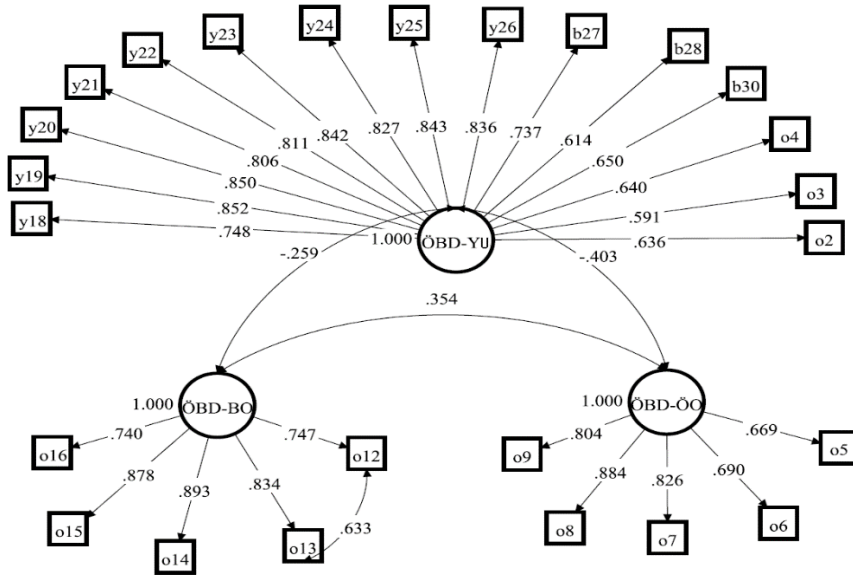 y24
y25
y26
y23
b27
b28
y22
y21
b30
y20
o4
y19
o3
y18
o2
.827
.843
.836
.737
.842
.614
.811
.806
.650
.850
.640
.852
.591
.748
.636
1.000
ÖBD-YU
-.259
-.403
.354
1.000
ÖBD-BO
1.000
ÖBD-ÖO
.740
.747
.804
.669
o16
o12
o9
o5
.878
.834
.893
.884
.826
.690
.633
o15
o13
o14
o8
o7
o6